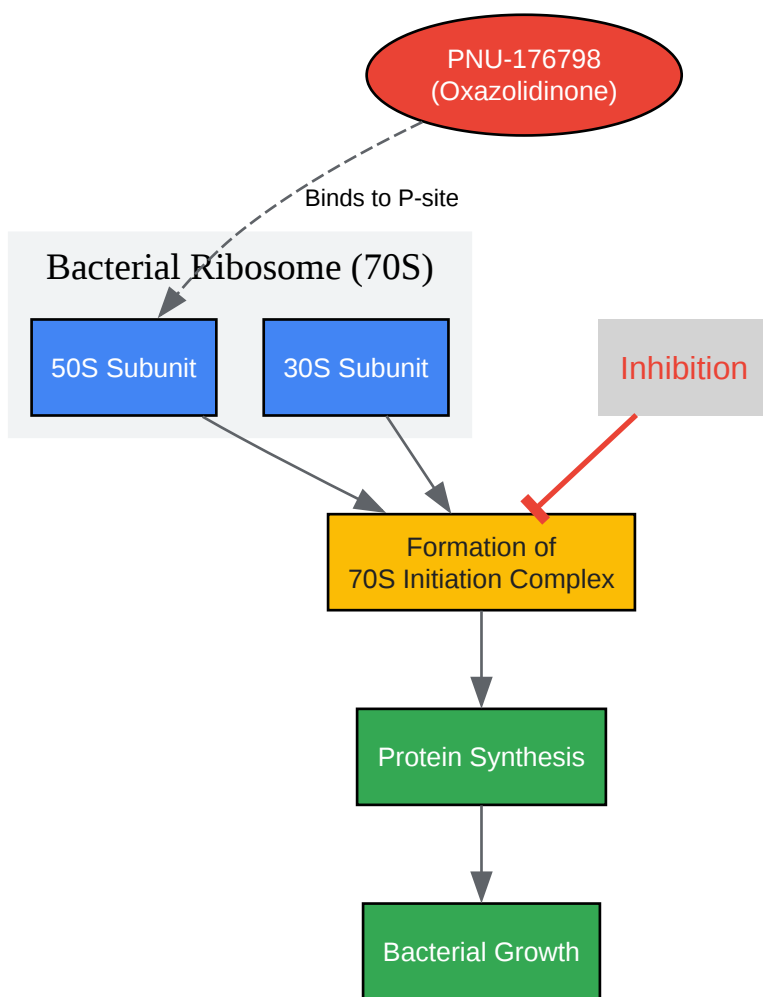 PNU-176798
(Oxazolidinone)
Binds to P-site
Bacterial Ribosome (70S)
50S Subunit
30S Subunit
Inhibition
Formation of
70S Initiation Complex
Protein Synthesis
Bacterial Growth